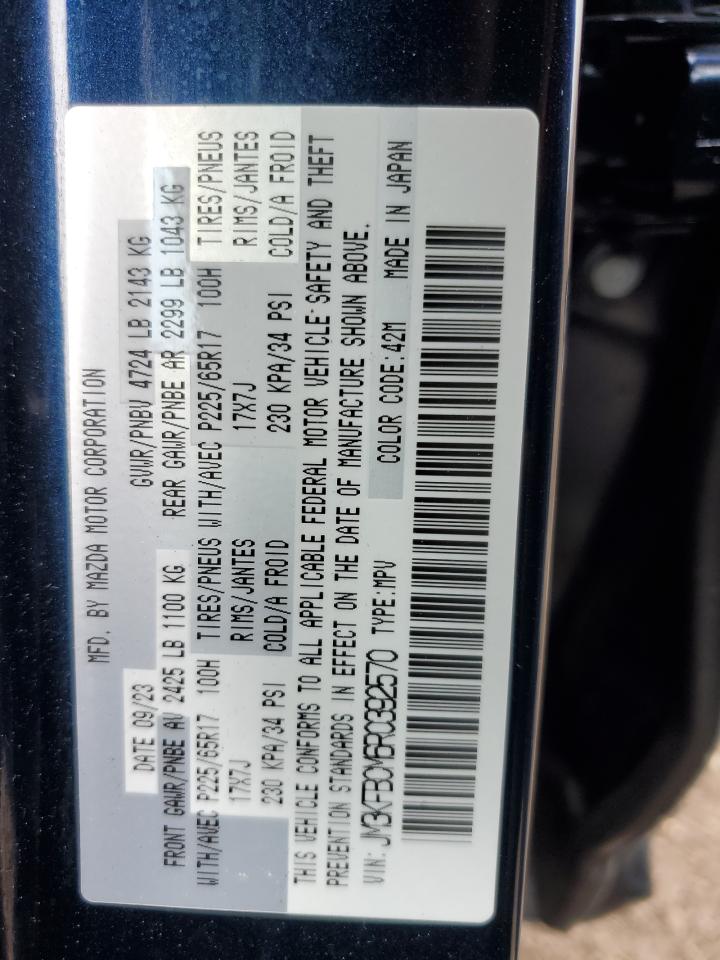 MFD. BY MAZDA MOTOR CORPORATION
DATE 09/23 GVWR/PNBV 4724 LB 2143 KG
FRONT GAWR/PNBE AV 2425 LB 1100 KG REAR GAWR/PNBE AR 2299 LB 1043 KG
WITH/AVEC P225/65R17 100H TIRES/PNEUS WITH/AVEC P225/65R17 100H TIRES/PNEUS
17X7J RIMS/JANTES 17X7J RIMS/JANTES
230 KPA/34 PSI COLD/A FROID 230 KPA/34 PSI COLD/A FROID
THIS VEHICLE CONFORMS TO ALL APPLICABLE FEDERAL MOTOR VEHICLE SAFETY AND THEFT
PREVENTION STANDARDS IN EFFECT ON THE DATE OF MANUFACTURE SHOWN ABOVE.
VIN: JM3KFBCM6R0392570 TYPE:MPV COLOR CODE:42M MADE IN JAPAN